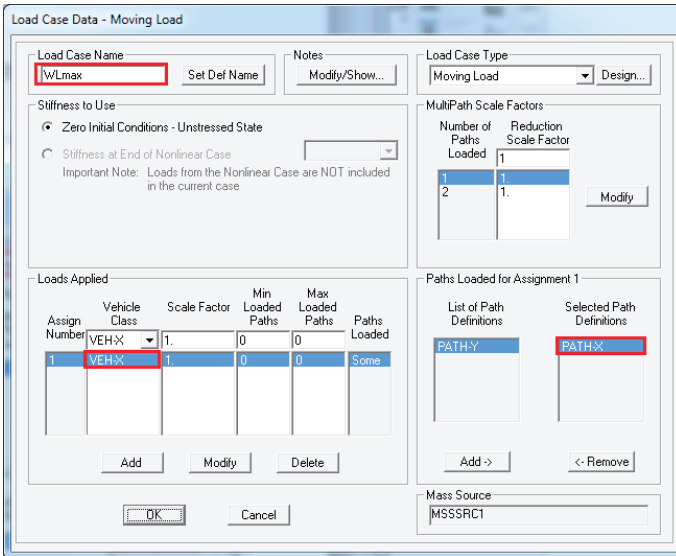 Load Case Data - Moving Load
Load Case Name
WLmax
Set Def Name
Notes
Modify/Show...
Load Case Type
Moving Load
Design...
Stiffness to Use
Zero Initial Conditions - Unstressed State
Stiffness at End of Nonlinear Case
Important Note: Loads from the Nonlinear Case are NOT included
in the current case
MultiPath Scale Factors
Number of
Paths
Loaded
Reduction
Scale Factor
1
1 1.
2 1.
Modify
Loads Applied
Assign
Number
Vehicle
Class
Scale Factor
Min
Loaded
Paths
Max
Loaded
Paths
Paths
Loaded
VEH-X 1. 0 0
1 VEH-X 1. 0 0 Some
Add
Modify
Delete
Paths Loaded for Assignment 1
List of Path
Definitions
Selected Path
Definitions
PATH-Y
PATH-X
Add ->
<- Remove
OK
Cancel
Mass Source
MSSSRC1